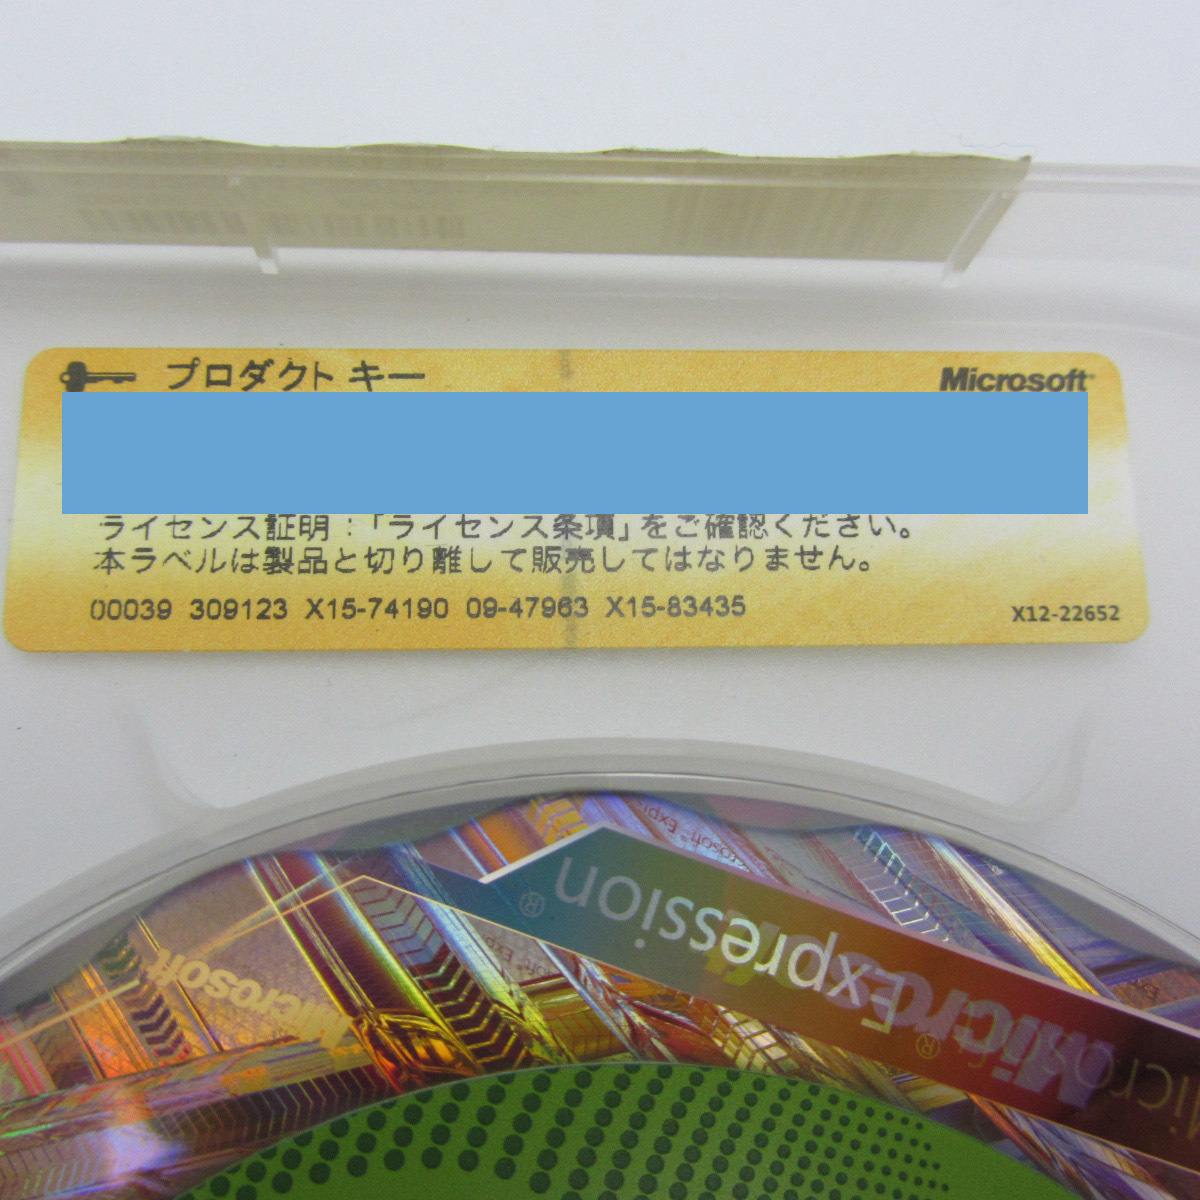 プロダクト キー
Microsoft
ライセンス証明 : 「ライセンス条項」をご確認ください。
本ラベルは製品と切り離して販売してはなりません。
00039 309123 X15-74190 09-47963 X15-83435
X12-22652
Microsoft® Expression®
Microsoft